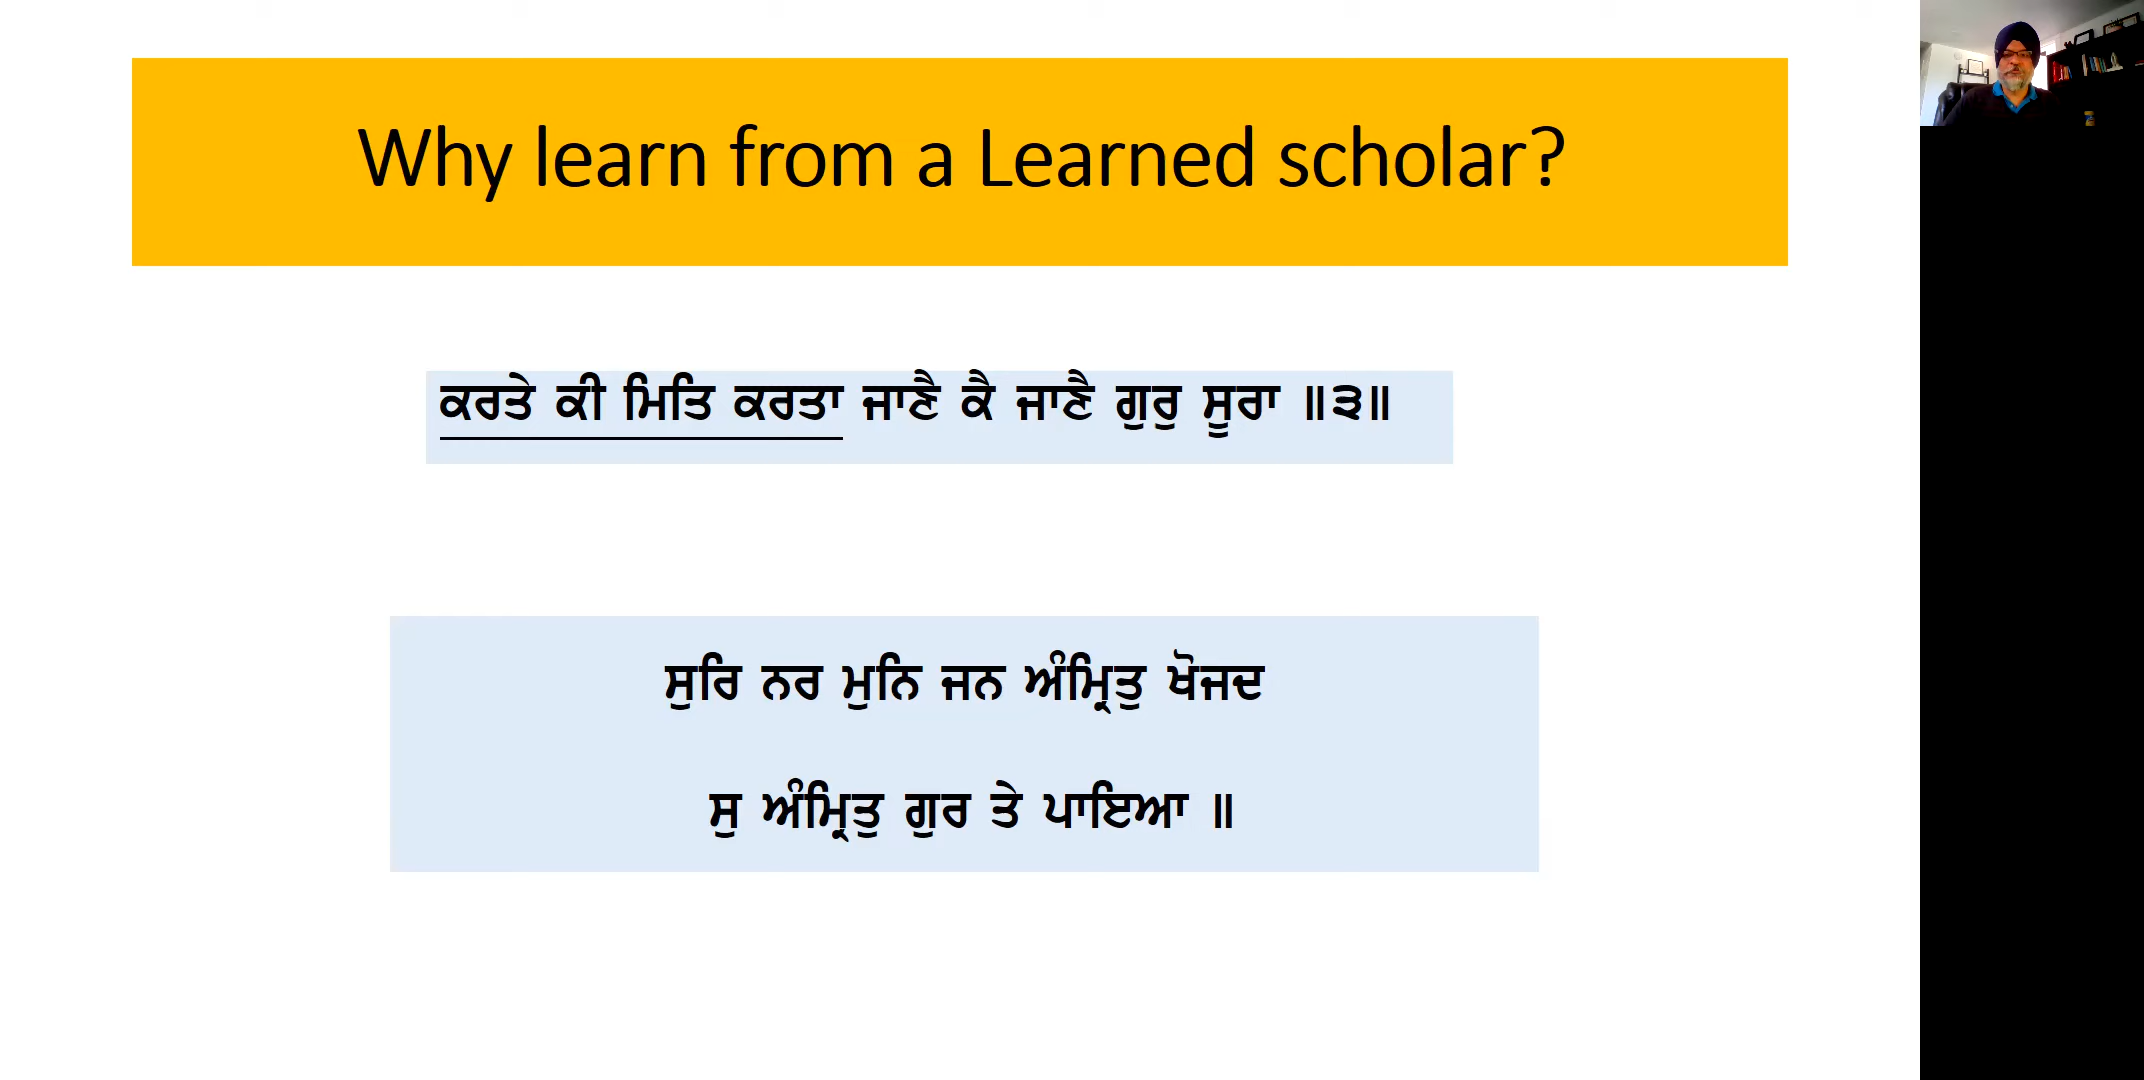 Why learn from a Learned scholar?
ਕਰਤੇ ਕੀ ਮਿਤਿ ਕਰਤਾ ਜਾਣੈ ਕੈ ਜਾਣੈ ਗੁਰੁ ਸੂਰਾ ॥੩॥
ਸੁਰਿ ਨਰ ਮੁਨਿ ਜਨ ਅੰਮ੍ਰਿਤੁ ਖੋਜਦ
ਸੁ ਅੰਮ੍ਰਿਤੁ ਗੁਰ ਤੇ ਪਾਇਆ ॥